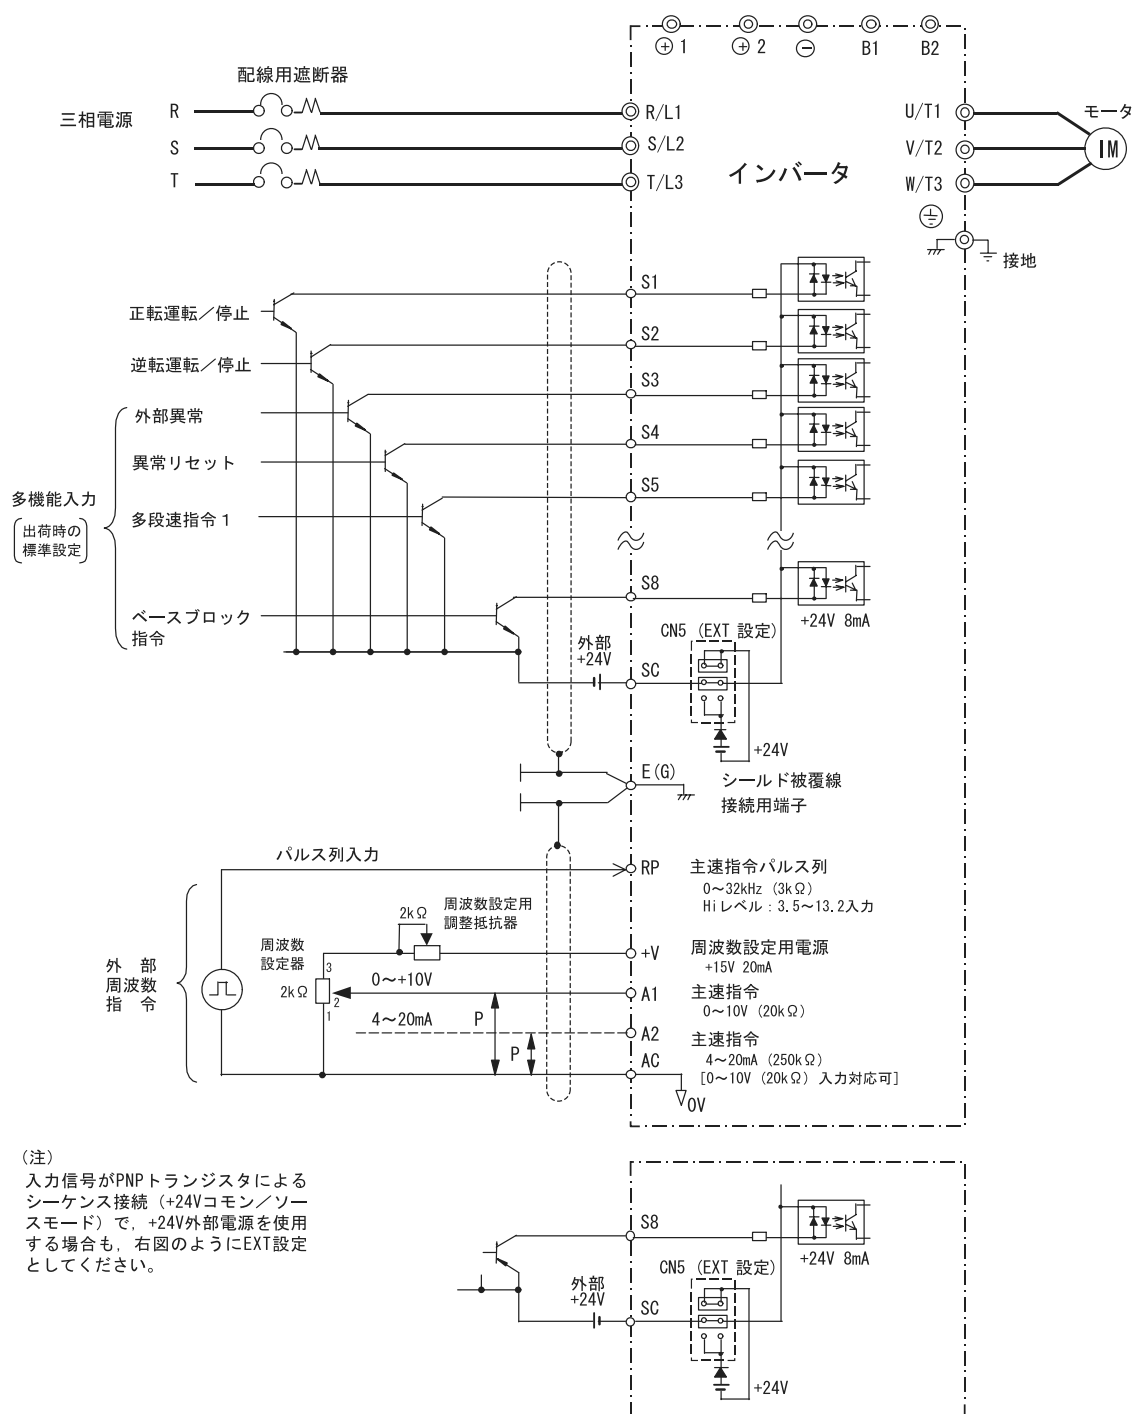 ⊕1
⊕2
⊖
B1
B2
配線用遮断器
三相電源
R
S
T
R/L1
S/L2
T/L3
インバータ
U/T1
V/T2
W/T3
モータ
IM
接地
正転運転／停止
逆転運転／停止
外部異常
異常リセット
多段速指令1
ベースブロック
指令
多機能入力
出荷時の
標準設定
S1
S2
S3
S4
S5
S8
+24V 8mA
CN5 (EXT 設定)
外部
+24V
SC
+24V
E(G)
シールド被覆線
接続用端子
パルス列入力
RP
主速指令パルス列
0～32kHz (3kΩ)
Hiレベル：3.5～13.2入力
2kΩ
周波数設定用
調整抵抗器
+V
周波数設定用電源
+15V 20mA
外 部
周波数
指 令
周波数
設定器
2kΩ
3
2
1
0～+10V
A1
主速指令
0～10V (20kΩ)
4～20mA
P
P
A2
主速指令
4～20mA (250kΩ)
[0～10V (20kΩ) 入力対応可]
AC
0V
(注)
入力信号がPNPトランジスタによる
シーケンス接続（+24Vコモン／ソー
スモード）で，+24V外部電源を使用
する場合も，右図のようにEXT設定
としてください。
S8
+24V 8mA
CN5 (EXT 設定)
外部
+24V
SC
+24V